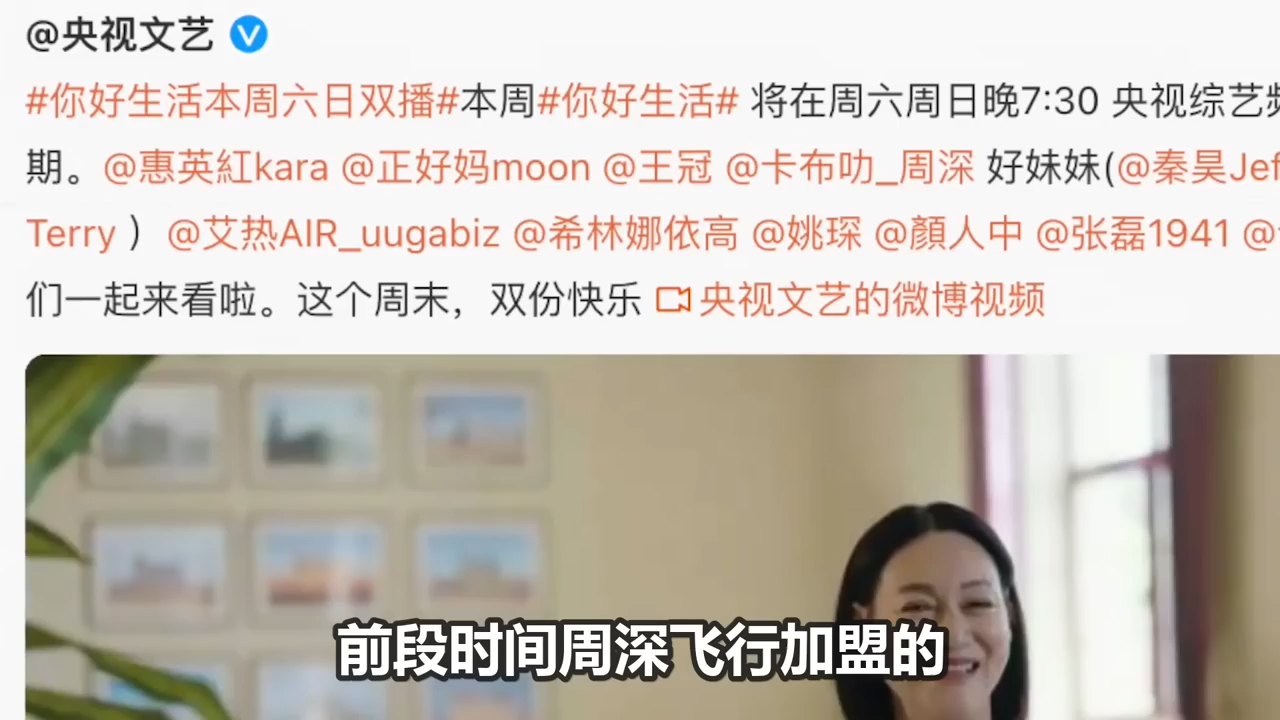 @央视文艺
#你好生活本周六日双播#本周#你好生活# 将在周六周日晚7:30 央视综艺
期。@惠英紅kara @正好妈moon @王冠 @卡布叻_周深 好妹妹(@秦昊Jef
Terry ） @艾热AIR_uugabiz @希林娜依高 @姚琛 @顏人中 @张磊1941 @
们一起来看啦。这个周末，双份快乐 央视文艺的微博视频
前段时间周深飞行加盟的